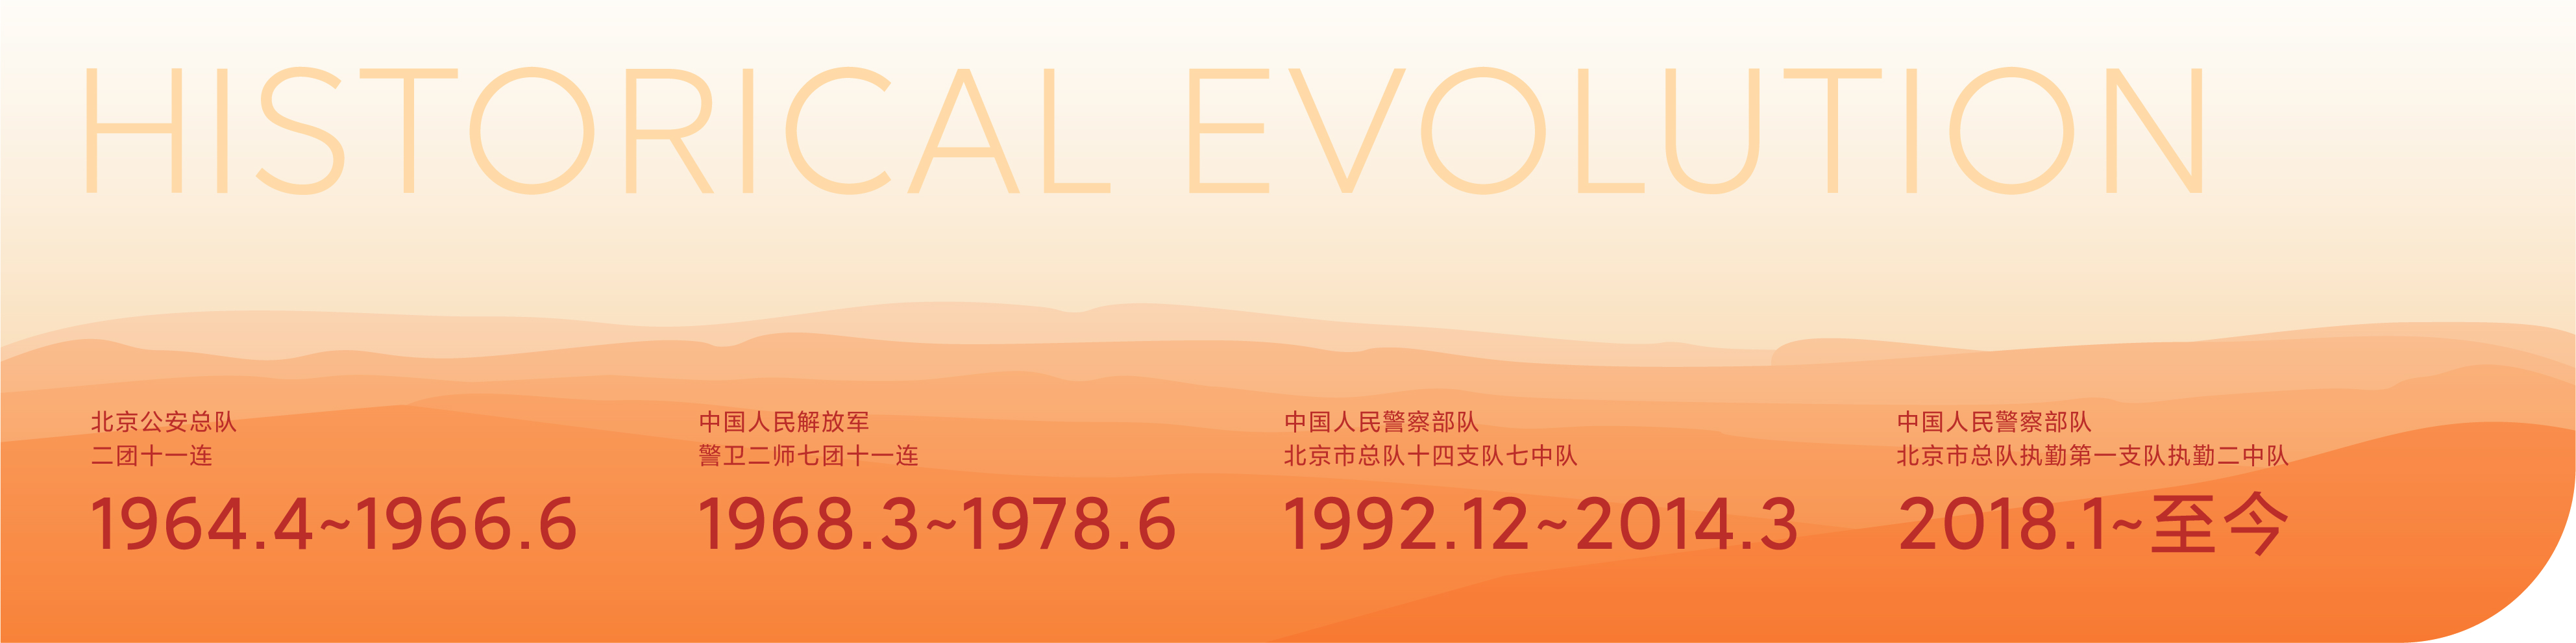 HISTORICAL EVOLUTION
北京公安总队
二团十一连
1964.4~1966.6
中国人民解放军
警卫二师七团十一连
1968.3~1978.6
中国人民警察部队
北京市总队十四支队七中队
1992.12~2014.3
中国人民警察部队
北京市总队执勤第一支队执勤二中队
2018.1~至今